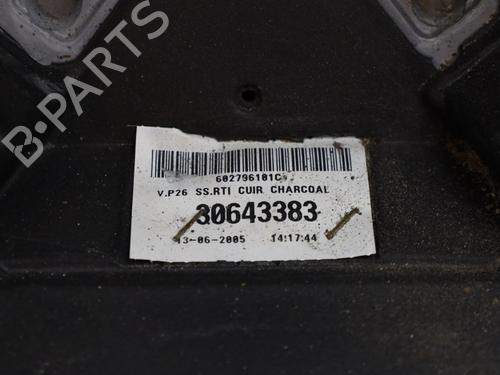 B-PARTS
602796101C
V.P26 SS.RTI CUIR CHARCOAL
30643383
13-06-2005 14:17:44